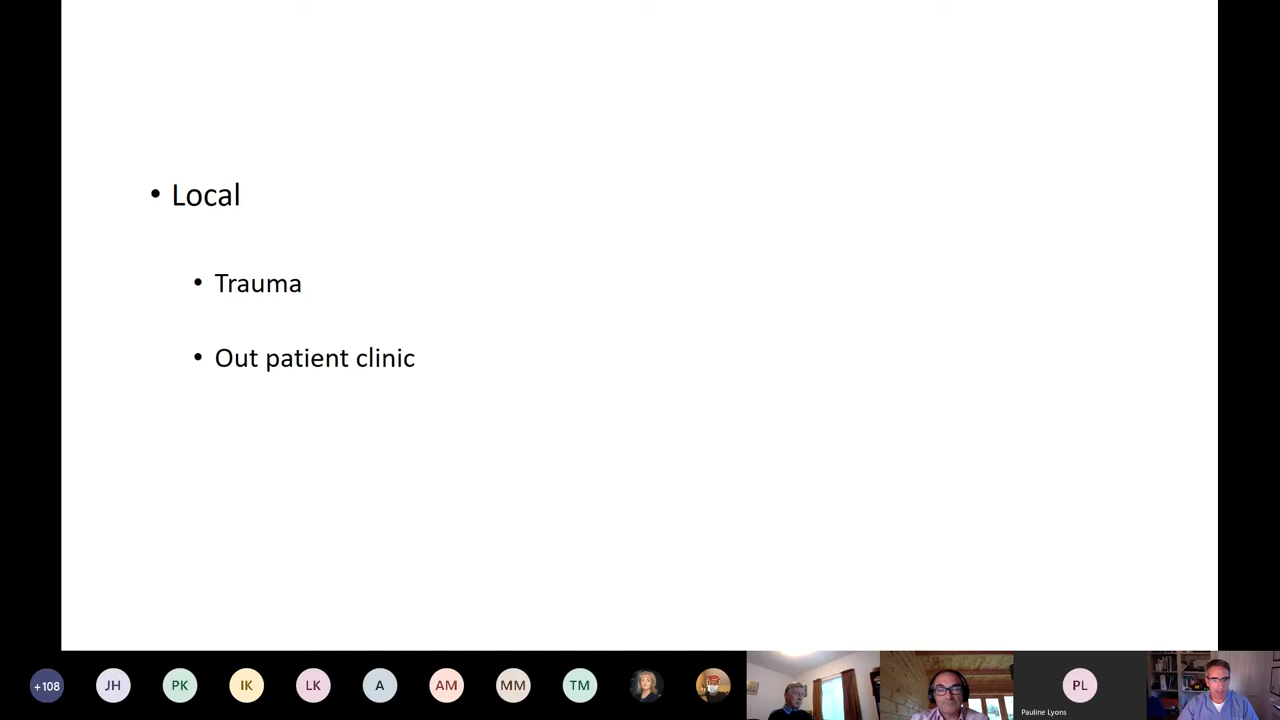 • Local
• Trauma
• Out patient clinic
+108 JH PK IK LK A AM MM TM PL
Pauline Lyons